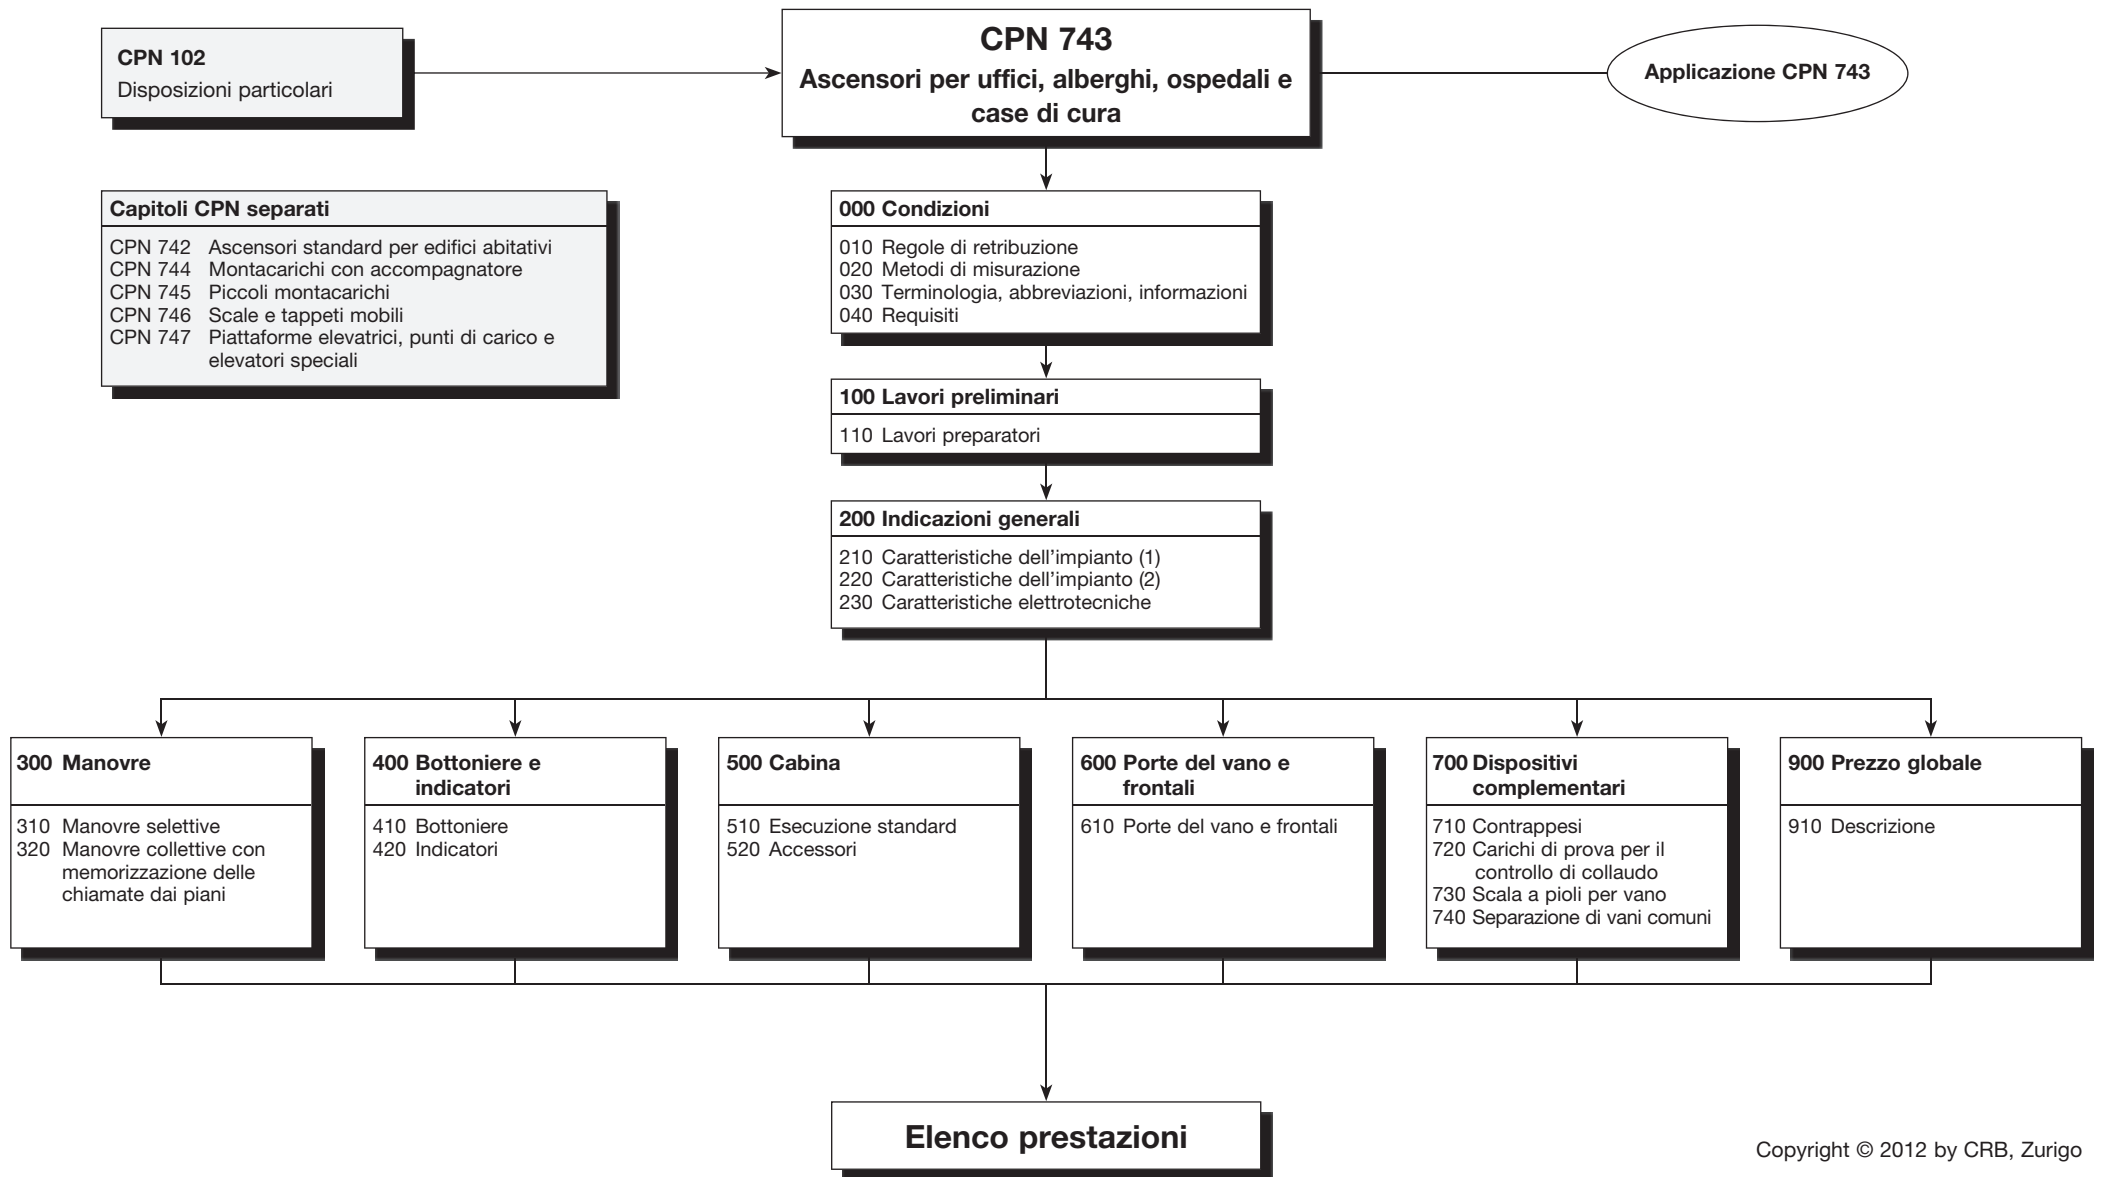 CPN 102
Disposizioni particolari
CPN 743
Ascensori per uffici, alberghi, ospedali e
case di cura
Applicazione CPN 743
Capitoli CPN separati
CPN 742 Ascensori standard per edifici abitativi
CPN 744 Montacarichi con accompagnatore
CPN 745 Piccoli montacarichi
CPN 746 Scale e tappeti mobili
CPN 747 Piattaforme elevatrici, punti di carico e
elevatori speciali
000 Condizioni
010 Regole di retribuzione
020 Metodi di misurazione
030 Terminologia, abbreviazioni, informazioni
040 Requisiti
100 Lavori preliminari
110 Lavori preparatori
200 Indicazioni generali
210 Caratteristiche dell’impianto (1)
220 Caratteristiche dell’impianto (2)
230 Caratteristiche elettrotecniche
300 Manovre
310 Manovre selettive
320 Manovre collettive con
memorizzazione delle
chiamate dai piani
400 Bottoniere e
indicatori
410 Bottoniere
420 Indicatori
500 Cabina
510 Esecuzione standard
520 Accessori
600 Porte del vano e
frontali
610 Porte del vano e frontali
700 Dispositivi
complementari
710 Contrappesi
720 Carichi di prova per il
controllo di collaudo
730 Scala a pioli per vano
740 Separazione di vani comuni
900 Prezzo globale
910 Descrizione
Elenco prestazioni
Copyright © 2012 by CRB, Zurigo